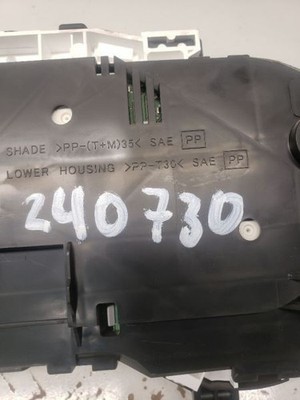 SHADE >PP-(T+M)35< SAE PP
LOWER HOUSING >PP-T30< SAE PP
240730